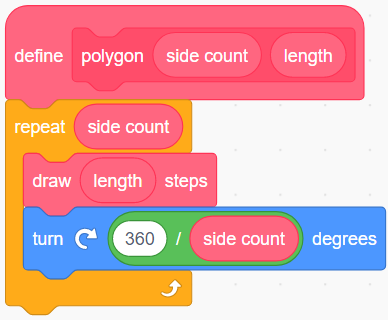 define polygon side count length
repeat side count
draw length steps
turn 360 / side count degrees